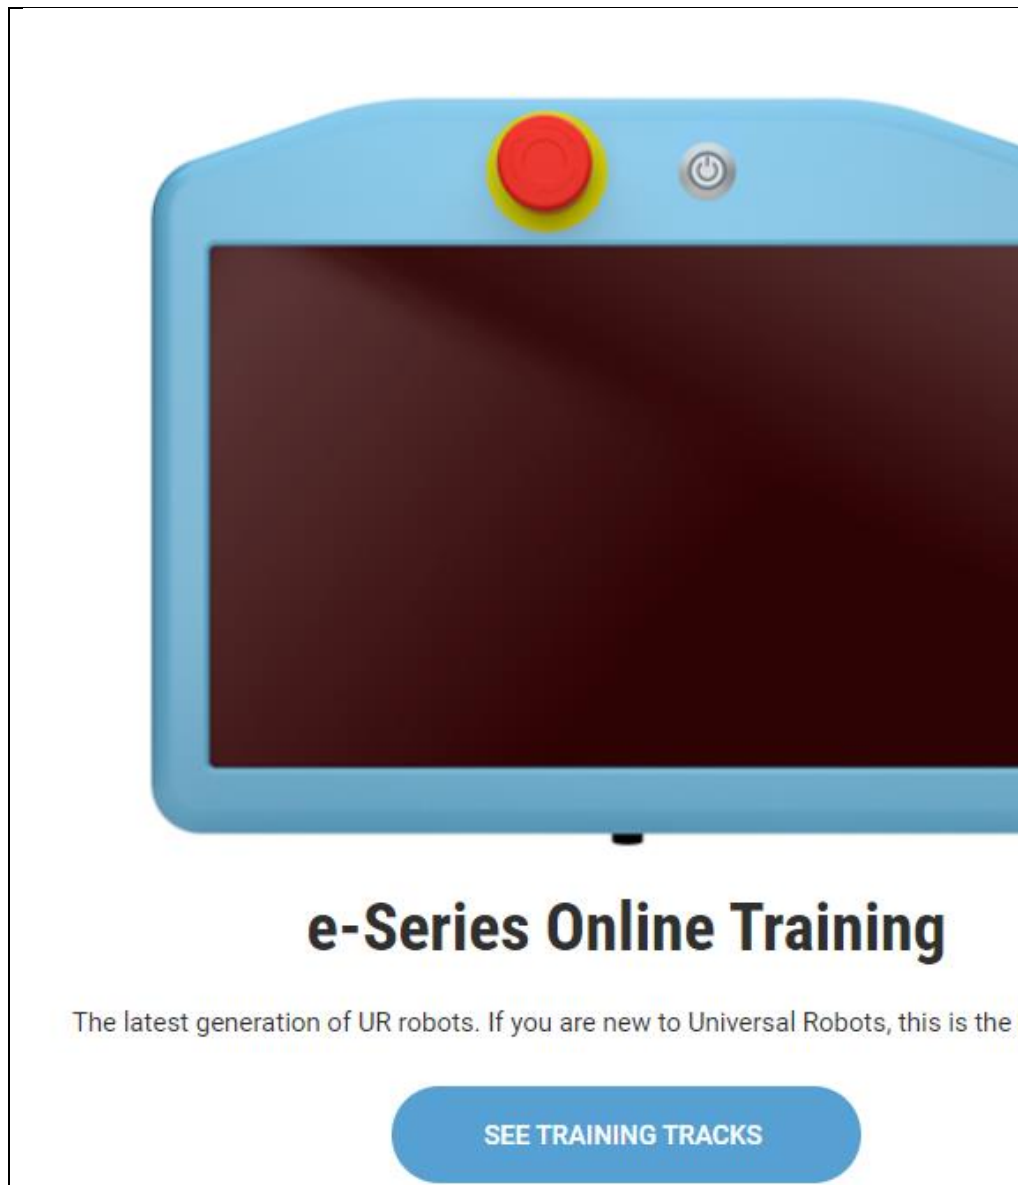 e-Series Online Training
The latest generation of UR robots. If you are new to Universal Robots, this is the
SEE TRAINING TRACKS